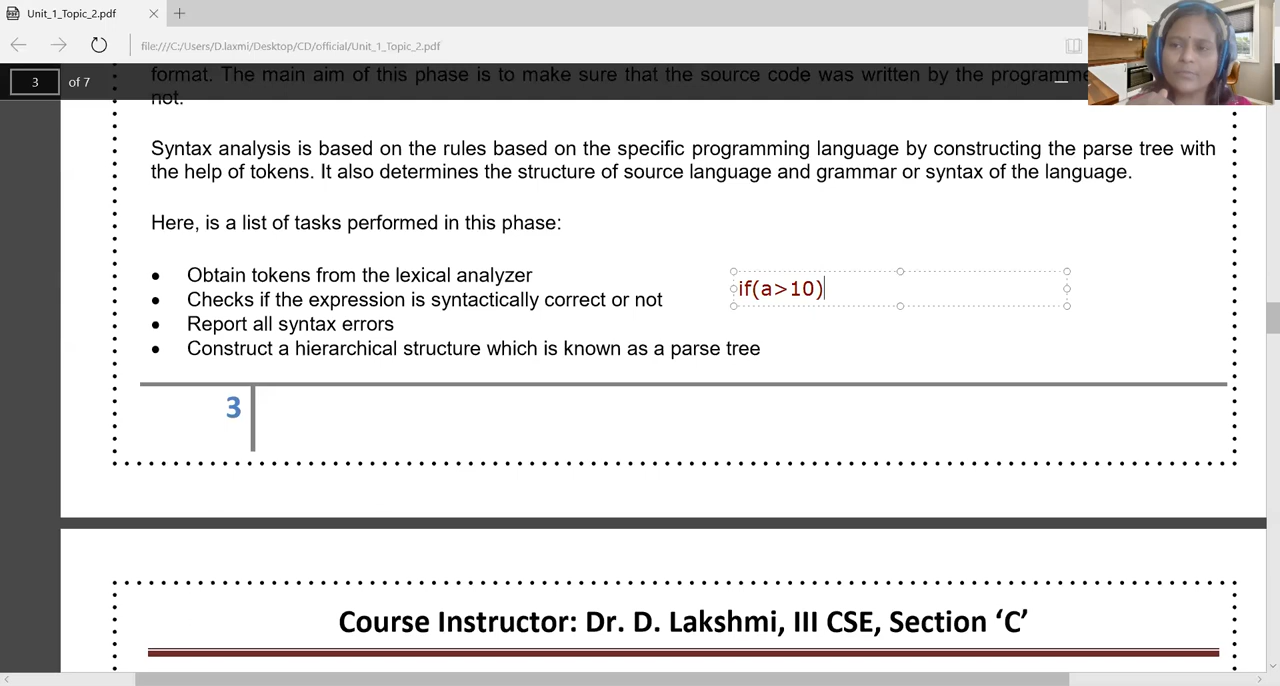 Unit_1_Topic_2.pdf
file:///C:/Users/D.laxmi/Desktop/CD/official/Unit_1_Topic_2.pdf
3 of 7
format. The main aim of this phase is to make sure that the source code was written by the programme
not.
Syntax analysis is based on the rules based on the specific programming language by constructing the parse tree with
the help of tokens. It also determines the structure of source language and grammar or syntax of the language.
Here, is a list of tasks performed in this phase:
• Obtain tokens from the lexical analyzer
if(a>10)
• Checks if the expression is syntactically correct or not
• Report all syntax errors
• Construct a hierarchical structure which is known as a parse tree
3
Course Instructor: Dr. D. Lakshmi, III CSE, Section ‘C’